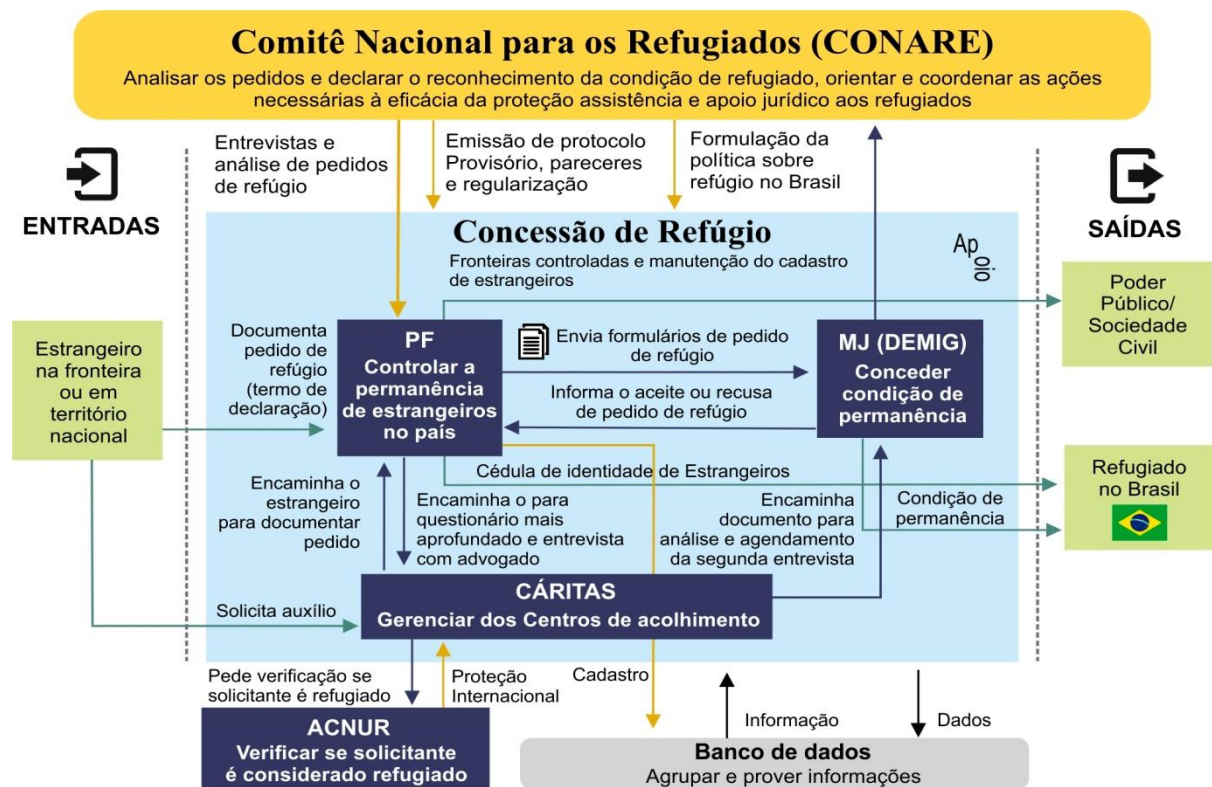 Comitê Nacional para os Refugiados (CONARE)
Analisar os pedidos e declarar o reconhecimento da condição de refugiado, orientar e coordenar as ações
necessárias à eficácia da proteção assistência e apoio jurídico aos refugiados
Entrevistas e
análise de pedidos
de refúgio
Emissão de protocolo
Provisório, pareceres
e regularização
Formulação da
política sobre
refúgio no Brasil
ENTRADAS
SAÍDAS
Concessão de Refúgio
Fronteiras controladas e manutenção do cadastro
de estrangeiros
Apoio
Estrangeiro
na fronteira
ou em
território
nacional
Documenta
pedido de
refúgio
(termo de
declaração)
PF
Controlar a
permanência
de estrangeiros
no país
Envia formulários de pedido
de refúgio
Informa o aceite ou recusa
de pedido de refúgio
MJ (DEMIG)
Conceder
condição de
permanência
Poder
Público/
Sociedade
Civil
Cédula de identidade de Estrangeiros
Refugiado
no Brasil
Encaminha o
estrangeiro
para documentar
pedido
Encaminha o para
questionário mais
aprofundado e entrevista
com advogado
Encaminha
documento para
análise e agendamento
da segunda entrevista
Condição de
permanência
Solicita auxílio
CÁRITAS
Gerenciar dos Centros de acolhimento
Pede verificação se
solicitante é refugiado
Proteção
Internacional
Cadastro
Informação
Dados
ACNUR
Verificar se solicitante
é considerado refugiado
Banco de dados
Agrupar e prover informações